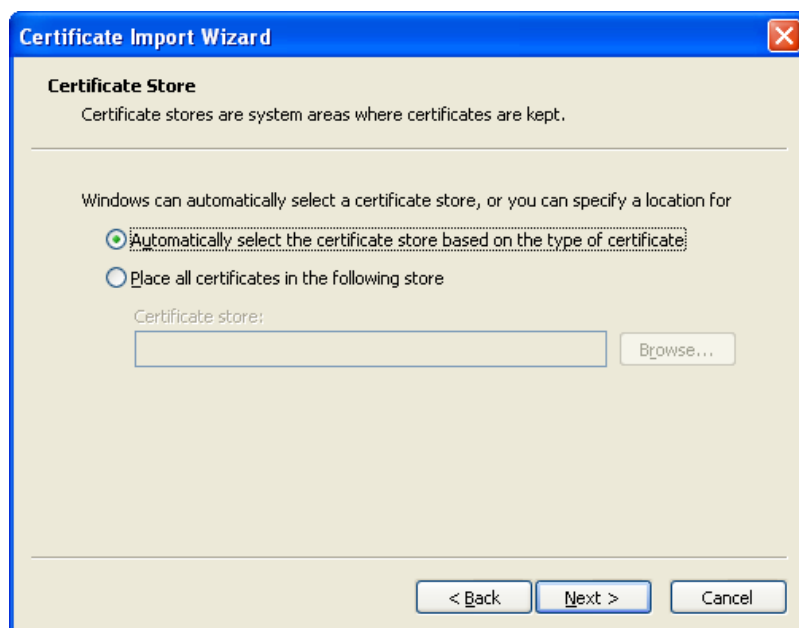 Certificate Import Wizard
Certificate Store
Certificate stores are system areas where certificates are kept.
Windows can automatically select a certificate store, or you can specify a location for
Automatically select the certificate store based on the type of certificate
Place all certificates in the following store
Certificate store:
Browse...
< Back
Next >
Cancel